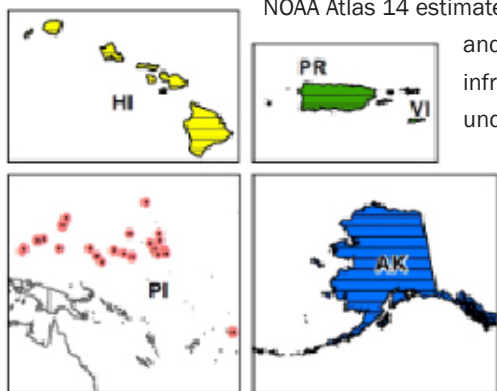 NOAA Atlas 14 estimate
and
infr
und
HI
PR
VI
PI
AK